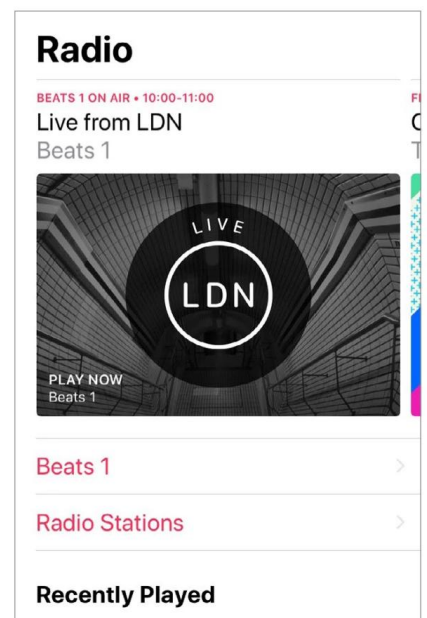 Radio
BEATS 1 ON AIR • 10:00-11:00
Live from LDN
Beats 1
LIVE
LDN
PLAY NOW
Beats 1
Beats 1
Radio Stations
Recently Played